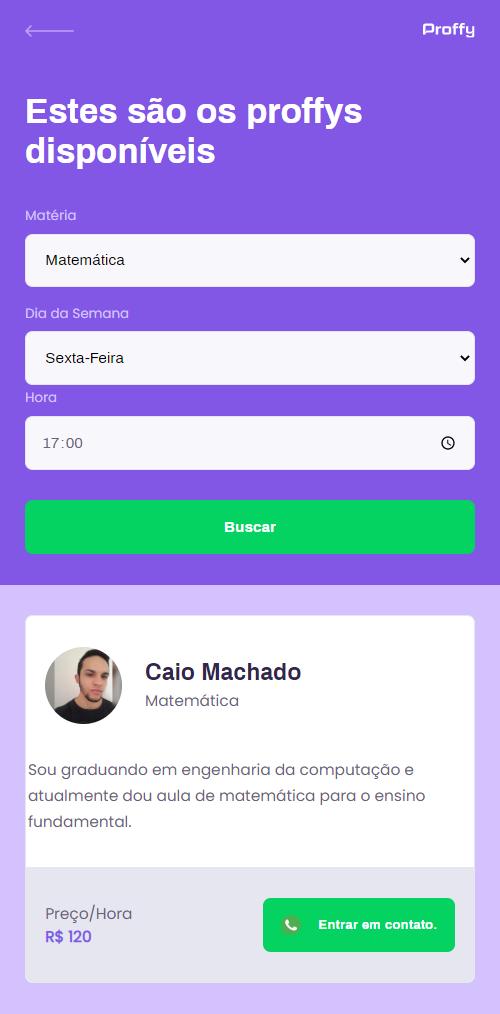 Proffy
Estes são os proffys
disponíveis
Matéria
Matemática
Dia da Semana
Sexta-Feira
Hora
17:00
Buscar
Caio Machado
Matemática
Sou graduando em engenharia da computação e
atualmente dou aula de matemática para o ensino
fundamental.
Preço/Hora
R$ 120
Entrar em contato.